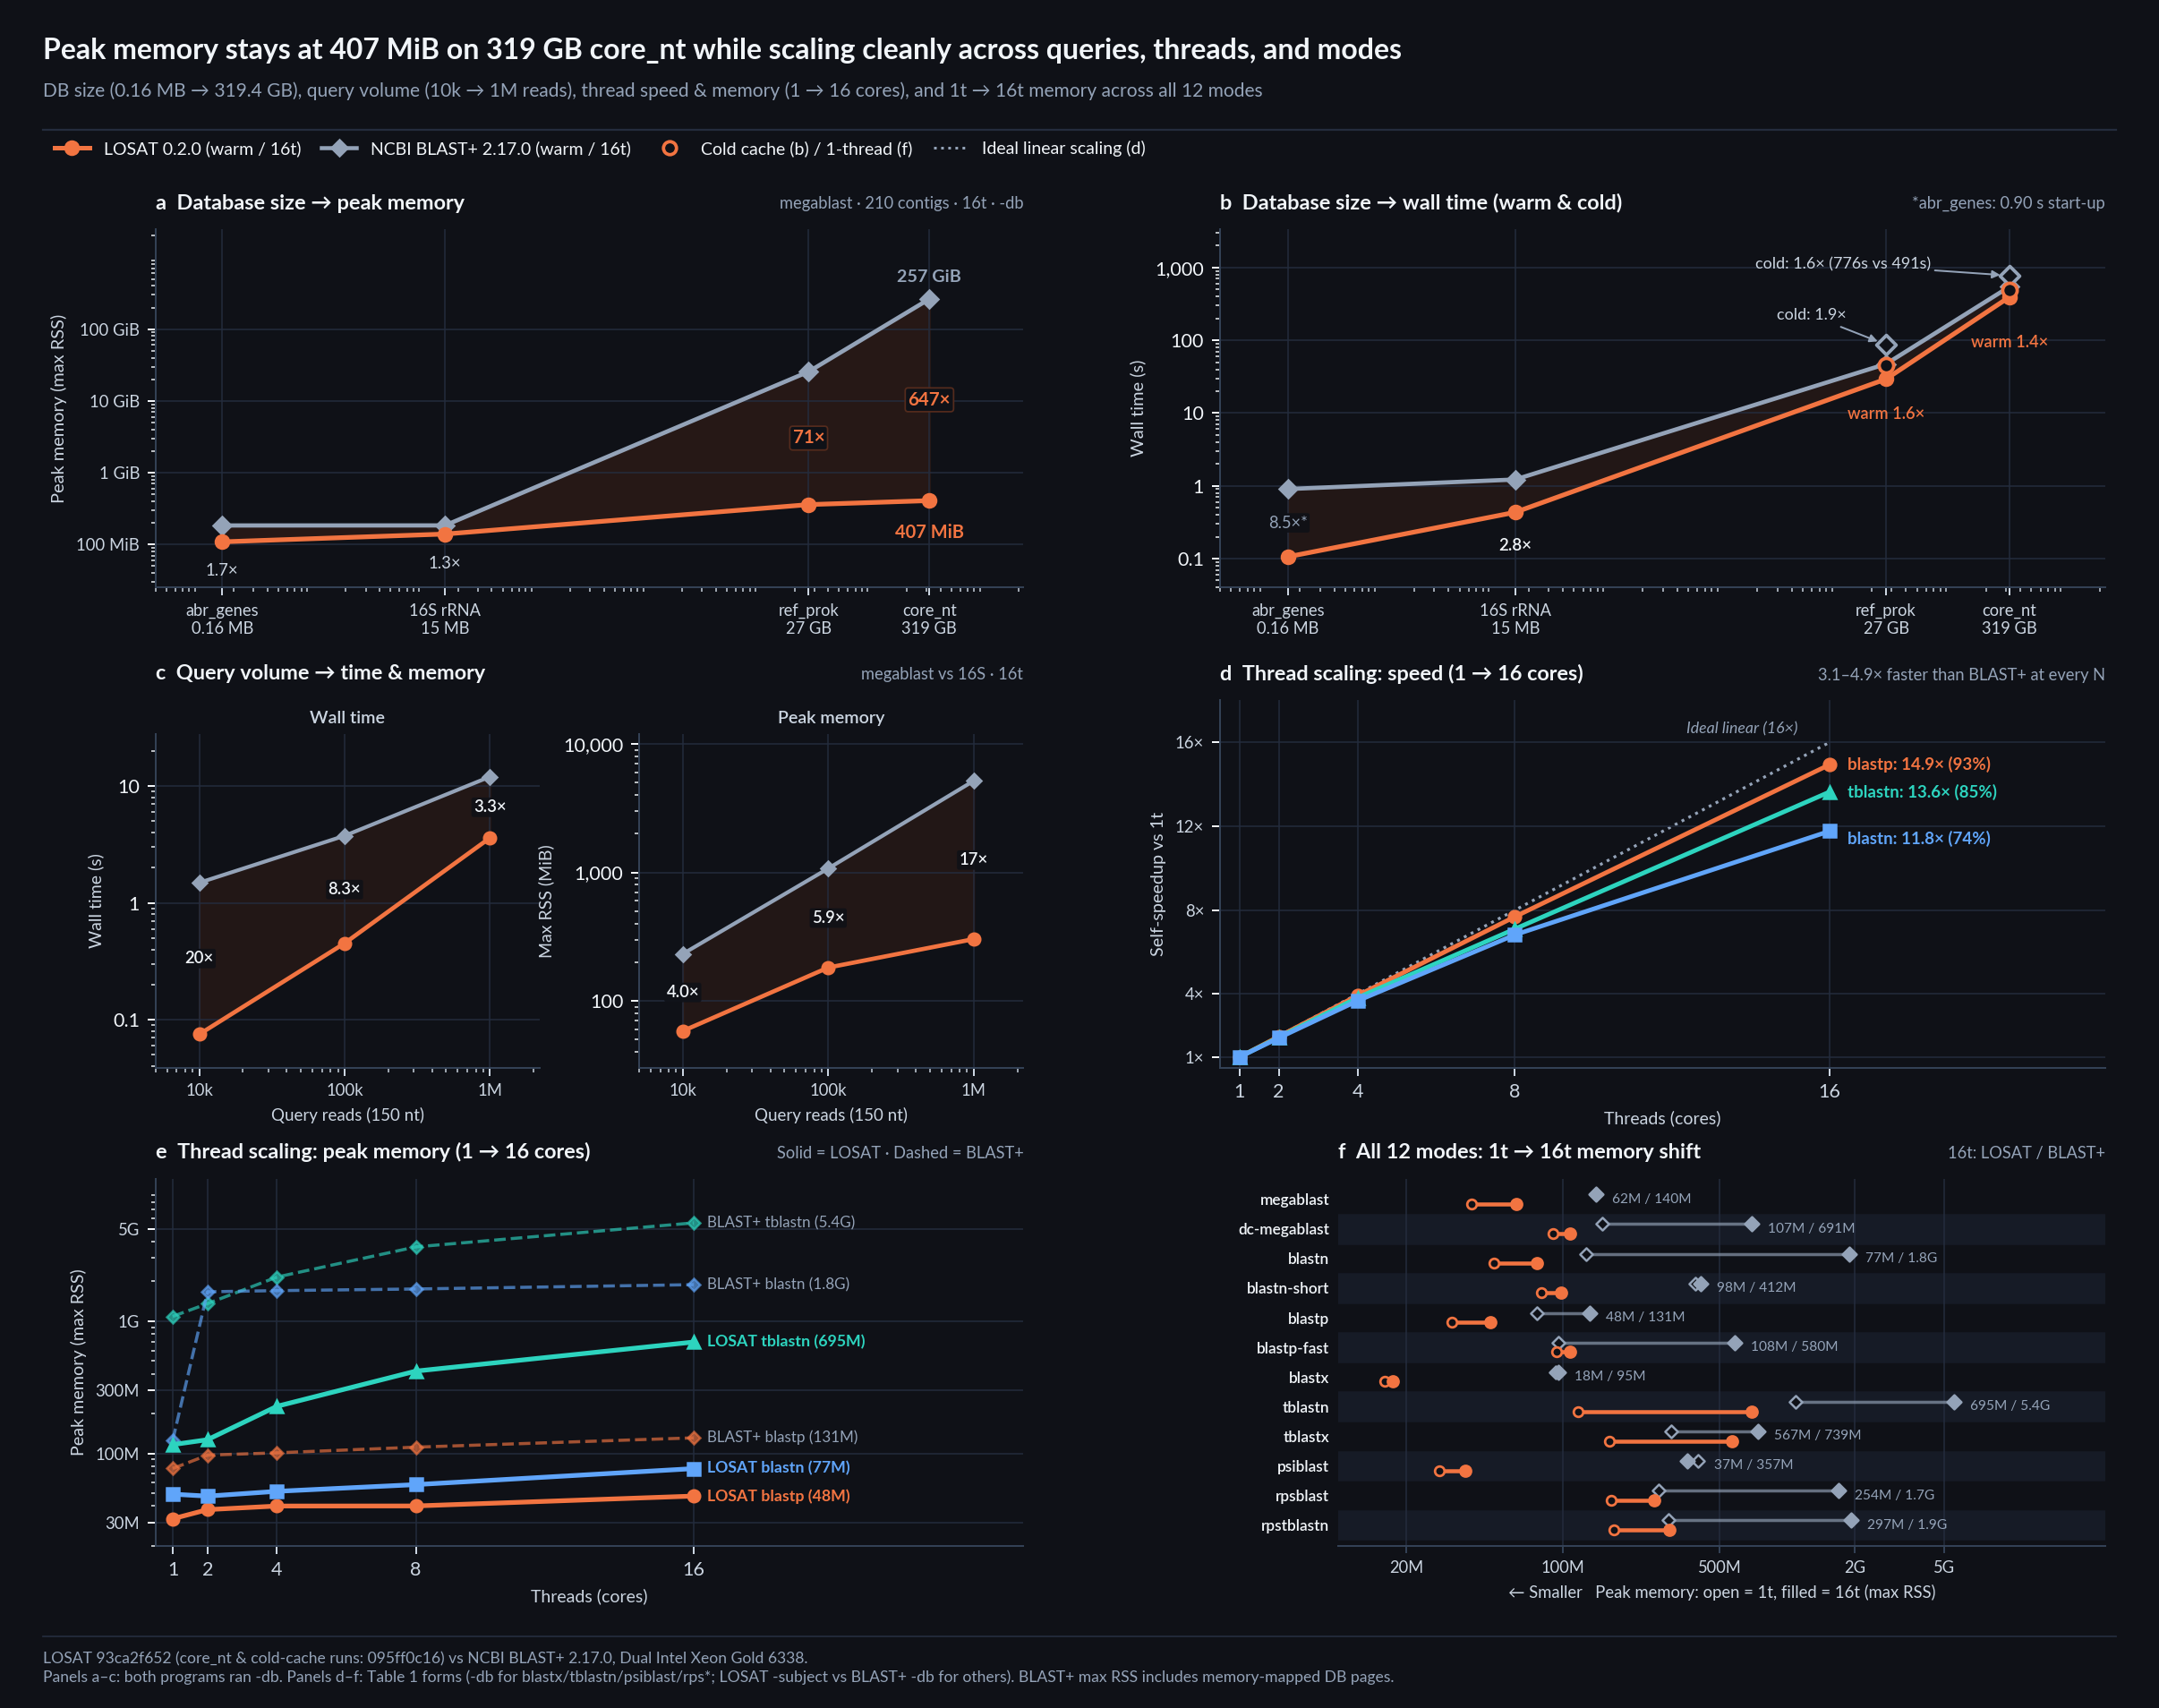 Peak memory stays at 407 MiB on 319 GB core_nt while scaling cleanly across queries, threads, and modes
DB size (0.16 MB → 319.4 GB), query volume (10k → 1M reads), thread speed & memory (1 → 16 cores), and 1t → 16t memory across all 12 modes
LOSAT 0.2.0 (warm / 16t)
NCBI BLAST+ 2.17.0 (warm / 16t)
Cold cache (b) / 1-thread (f)
Ideal linear scaling (d)
a Database size → peak memory
megablast · 210 contigs · 16t · -db
Peak memory (max RSS)
100 GiB
10 GiB
1 GiB
100 MiB
257 GiB
647×
71×
407 MiB
1.7×
1.3×
abr_genes
0.16 MB
16S rRNA
15 MB
ref_prok
27 GB
core_nt
319 GB
b Database size → wall time (warm & cold)
*abr_genes: 0.90 s start-up
Wall time (s)
1,000
100
10
1
0.1
cold: 1.6× (776s vs 491s)
cold: 1.9×
warm 1.4×
warm 1.6×
8.5×*
2.8×
abr_genes
0.16 MB
16S rRNA
15 MB
ref_prok
27 GB
core_nt
319 GB
c Query volume → time & memory
megablast vs 16S · 16t
Wall time
Wall time (s)
10
1
0.1
3.3×
8.3×
20×
10k
100k
1M
Query reads (150 nt)
Peak memory
Max RSS (MiB)
10,000
1,000
100
17×
5.9×
4.0×
10k
100k
1M
Query reads (150 nt)
d Thread scaling: speed (1 → 16 cores)
3.1–4.9× faster than BLAST+ at every N
Self-speedup vs 1t
16×
12×
8×
4×
1×
Ideal linear (16×)
blastp: 14.9× (93%)
tblastn: 13.6× (85%)
blastn: 11.8× (74%)
1
2
4
8
16
Threads (cores)
e Thread scaling: peak memory (1 → 16 cores)
Solid = LOSAT · Dashed = BLAST+
Peak memory (max RSS)
5G
1G
300M
100M
30M
BLAST+ tblastn (5.4G)
BLAST+ blastn (1.8G)
LOSAT tblastn (695M)
BLAST+ blastp (131M)
LOSAT blastn (77M)
LOSAT blastp (48M)
1
2
4
8
16
Threads (cores)
f All 12 modes: 1t → 16t memory shift
16t: LOSAT / BLAST+
megablast
62M / 140M
dc-megablast
107M / 691M
blastn
77M / 1.8G
blastn-short
98M / 412M
blastp
48M / 131M
blastp-fast
108M / 580M
blastx
18M / 95M
tblastn
695M / 5.4G
tblastx
567M / 739M
psiblast
37M / 357M
rpsblast
254M / 1.7G
rpstblastn
297M / 1.9G
20M
100M
500M
2G
5G
← Smaller Peak memory: open = 1t, filled = 16t (max RSS)
LOSAT 93ca2f652 (core_nt & cold-cache runs: 095ff0c16) vs NCBI BLAST+ 2.17.0, Dual Intel Xeon Gold 6338.
Panels a–c: both programs ran -db. Panels d–f: Table 1 forms (-db for blastx/tblastn/psiblast/rps*; LOSAT -subject vs BLAST+ -db for others). BLAST+ max RSS includes memory-mapped DB pages.